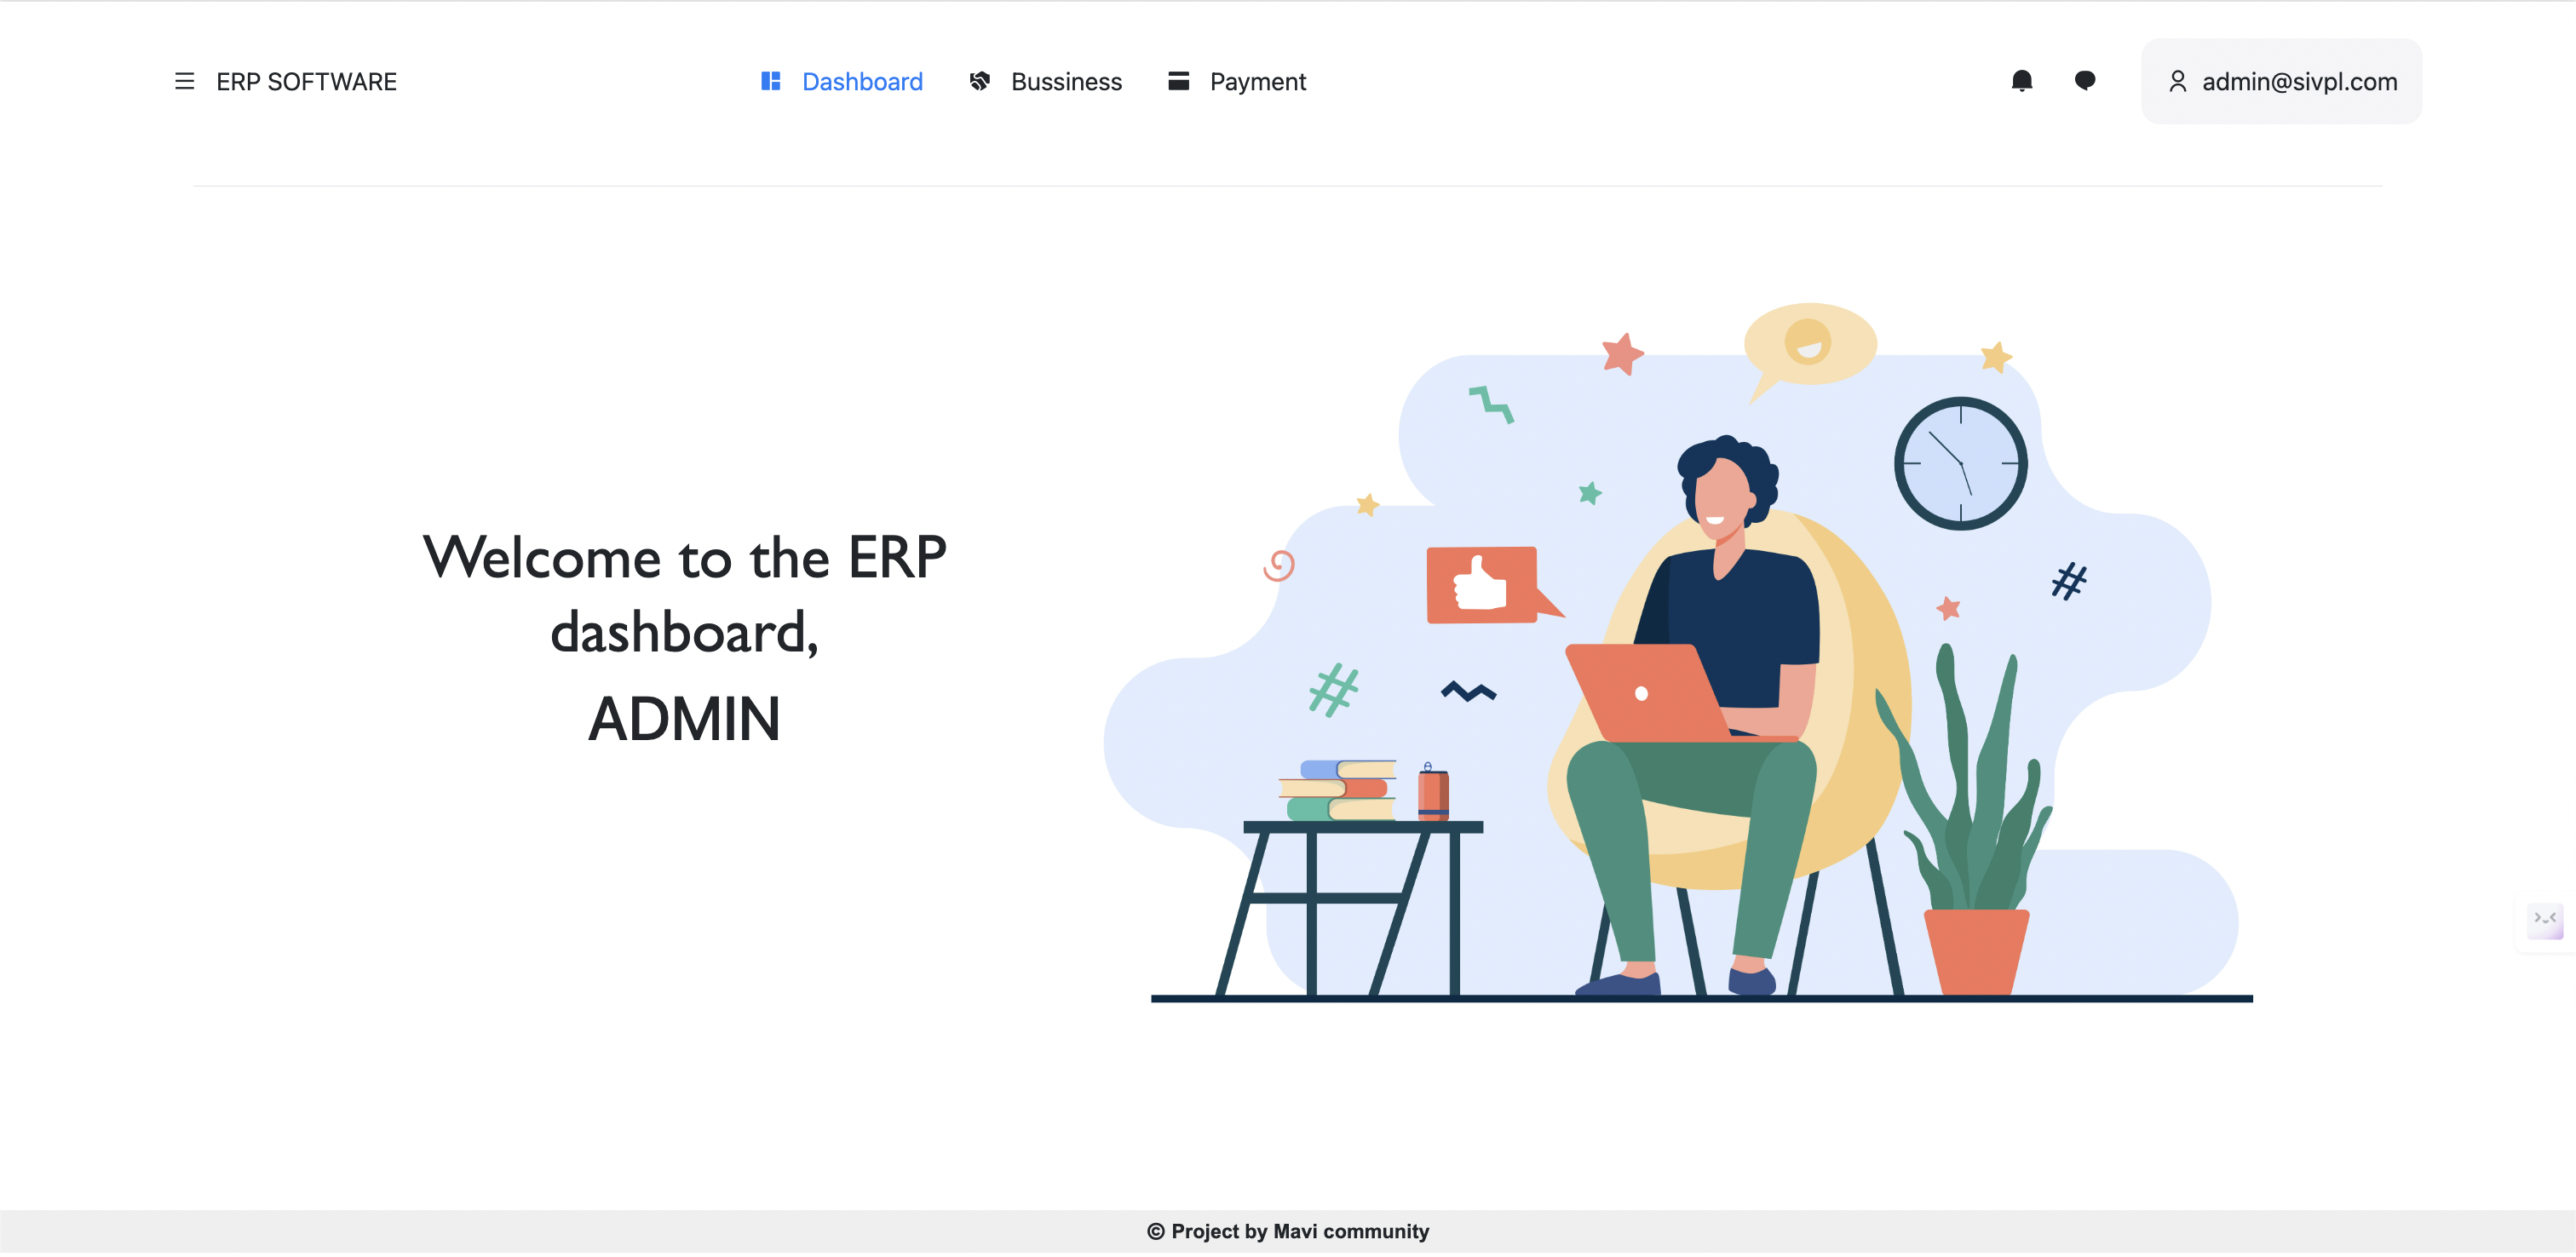 ERP SOFTWARE
Dashboard
Bussiness
Payment
admin@sivpl.com
Welcome to the ERP
dashboard,
ADMIN
© Project by Mavi community